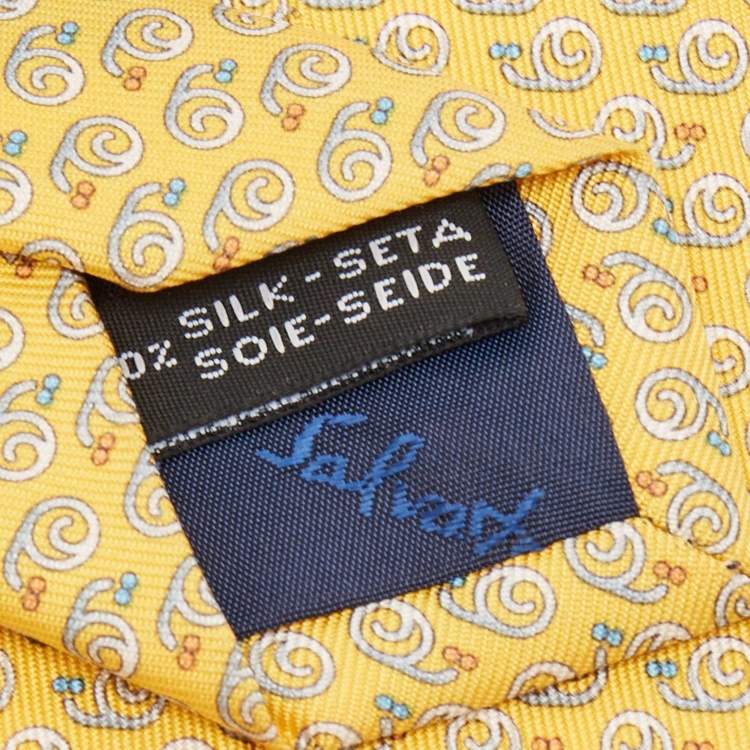 SILK - SETA
0% SOIE-SEIDE
Salvat